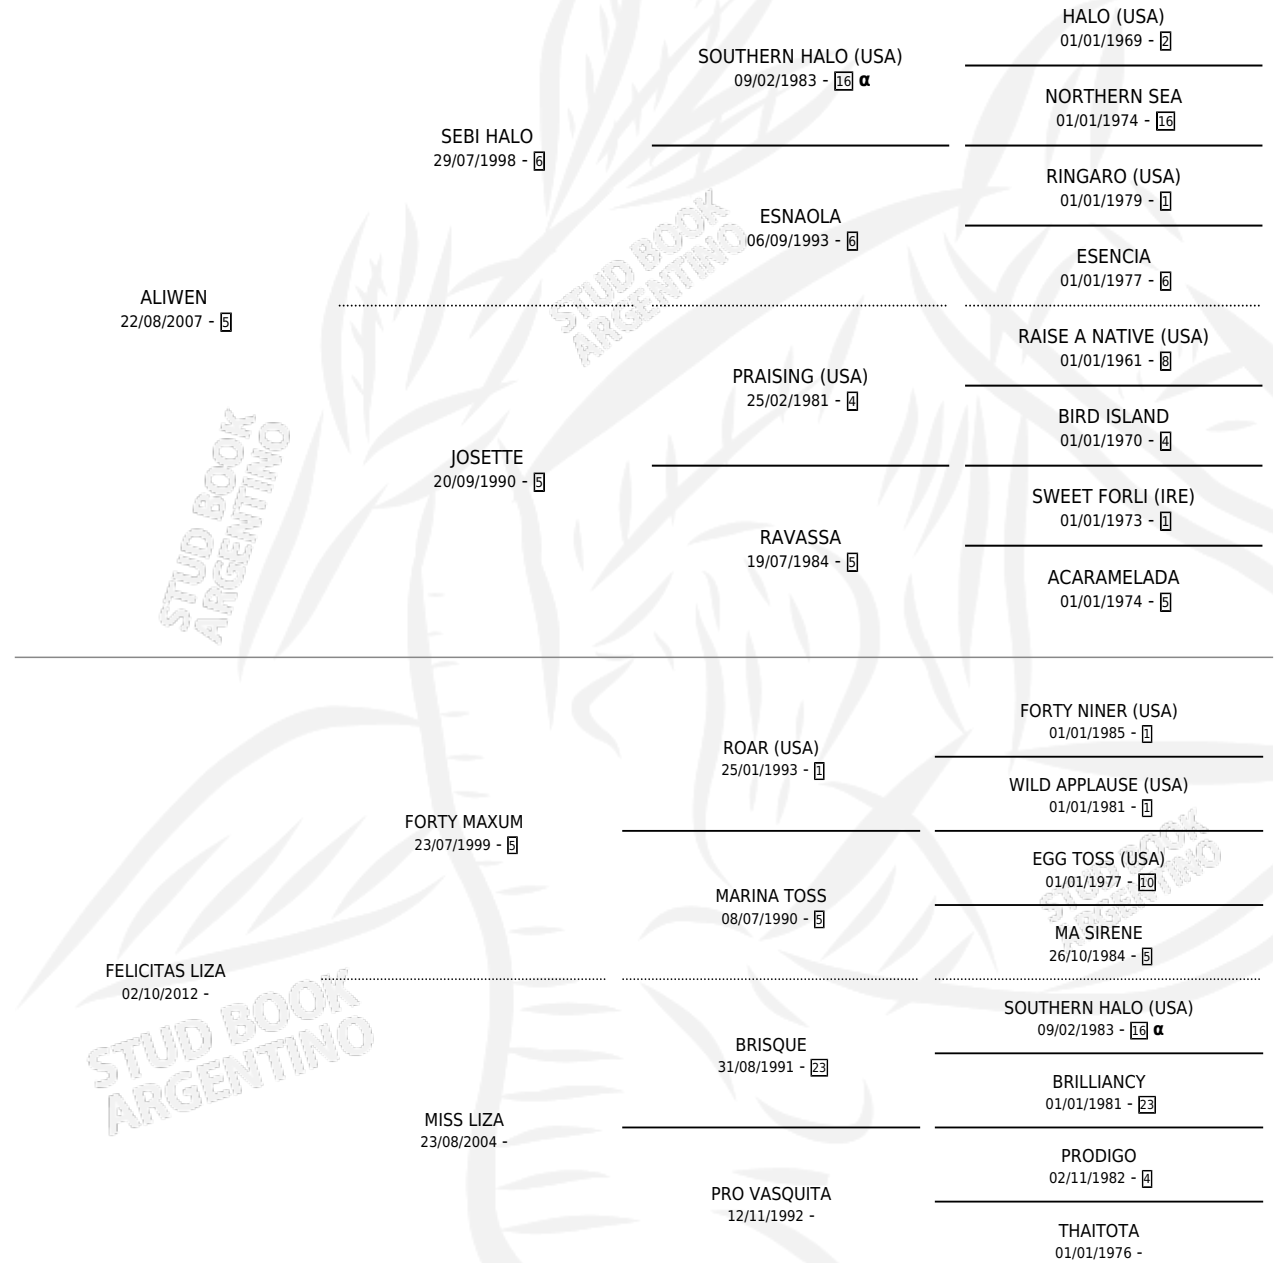 HALO (USA)
01/01/1969 - 2
SOUTHERN HALO (USA)
09/02/1983 - 16 α
NORTHERN SEA
01/01/1974 - 16
SEBI HALO
29/07/1998 - 6
RINGARO (USA)
01/01/1979 - 1
ESNAOLA
06/09/1993 - 6
ESENCIA
01/01/1977 - 6
ALIWEN
22/08/2007 - 5
RAISE A NATIVE (USA)
01/01/1961 - 8
PRAISING (USA)
25/02/1981 - 4
BIRD ISLAND
01/01/1970 - 4
JOSETTE
20/09/1990 - 5
SWEET FORLI (IRE)
01/01/1973 - 1
RAVASSA
19/07/1984 - 5
ACARAMELADA
01/01/1974 - 5
FORTY NINER (USA)
01/01/1985 - 1
ROAR (USA)
25/01/1993 - 1
WILD APPLAUSE (USA)
01/01/1981 - 1
FORTY MAXUM
23/07/1999 - 5
EGG TOSS (USA)
01/01/1977 - 10
MARINA TOSS
08/07/1990 - 5
MA SIRENE
26/10/1984 - 5
FELICITAS LIZA
02/10/2012 -
SOUTHERN HALO (USA)
09/02/1983 - 16 α
BRISQUE
31/08/1991 - 23
BRILLIANCY
01/01/1981 - 23
MISS LIZA
23/08/2004 -
PRODIGO
02/11/1982 - 4
PRO VASQUITA
12/11/1992 -
THAITOTA
01/01/1976 -
STUD BOOK
ARGENTINO
STUD BOOK
ARGENTINO
STUD BOOK
ARGENTINO
STUD BOOK
ARGENTINO